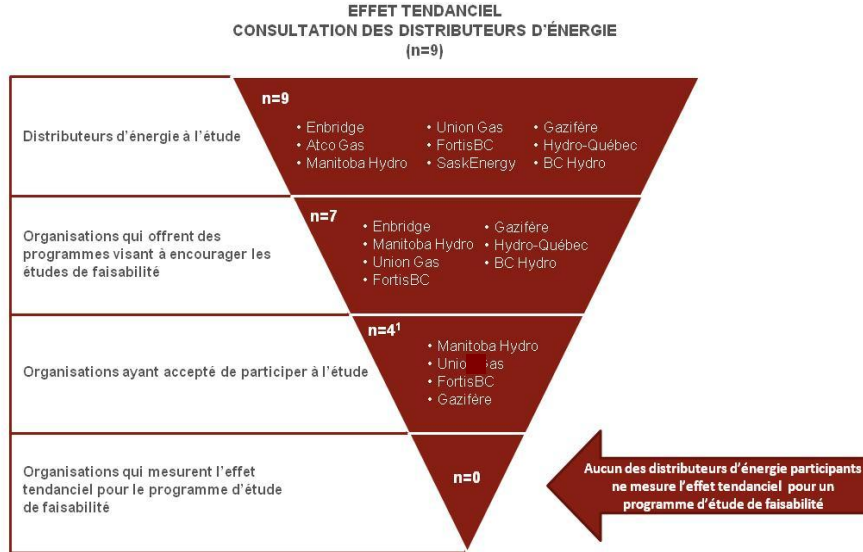 EFFET TENDANCIEL
CONSULTATION DES DISTRIBUTEURS D'ÉNERGIE
(n=9)
Distributeurs d'énergie à l'étude
n=9
• Enbridge
• Atco Gas
• Manitoba Hydro
• Union Gas
• FortisBC
• SaskEnergy
• Gazifère
• Hydro-Québec
• BC Hydro
Organisations qui offrent des
programmes visant à encourager les
études de faisabilité
n=7
• Enbridge
• Manitoba Hydro
• Union Gas
• FortisBC
• Gazifère
• Hydro-Québec
• BC Hydro
Organisations ayant accepté de participer à l'étude
n=4¹
• Manitoba Hydro
•
• FortisBC
• Gazifère
Organisations qui mesurent l'effet
tendanciel pour le programme d'étude
de faisabilité
n=0
Aucun des distributeurs d'énergie participants
ne mesure l'effet tendanciel pour un
programme d'étude de faisabilité